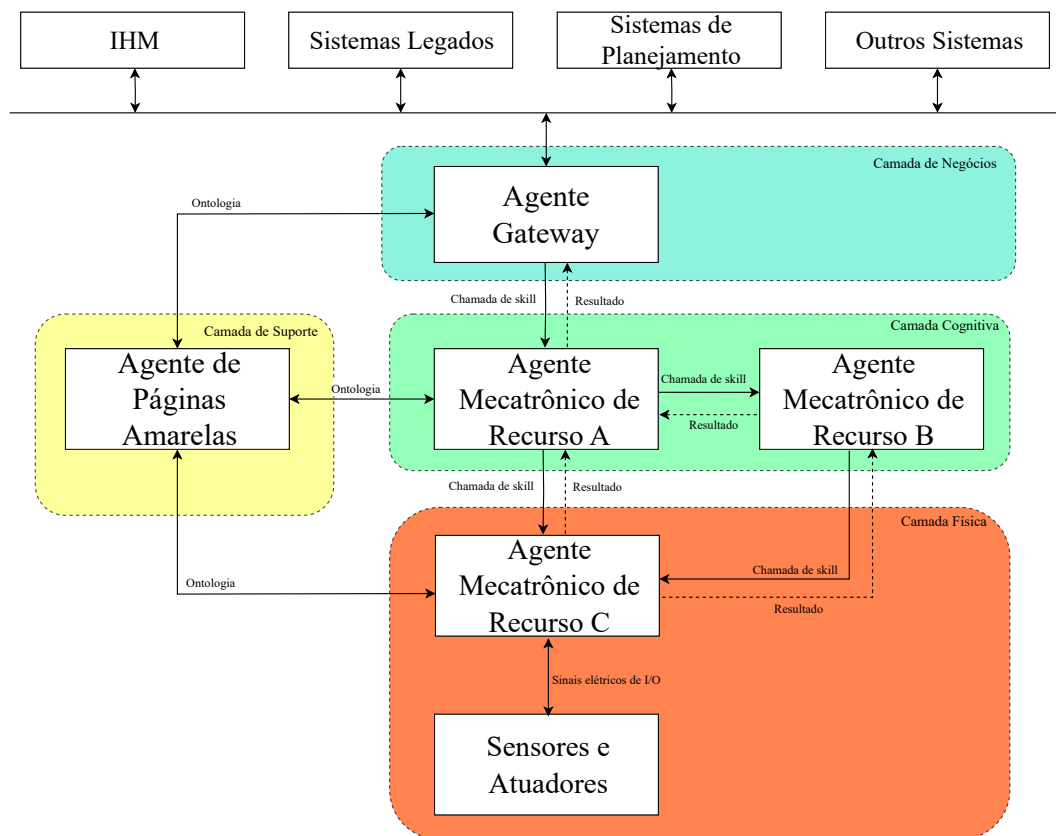 IHM
Sistemas Legados
Sistemas de
Planejamento
Outros Sistemas
Camada de Negócios
Agente
Gateway
Ontologia
Chamada de skill
Resultado
Camada de Suporte
Camada Cognitiva
Agente de
Páginas
Amarelas
Ontologia
Agente
Mecatrônico de
Recurso A
Chamada de skill
Resultado
Agente
Mecatrônico de
Recurso B
Chamada de skill
Resultado
Camada Física
Agente
Mecatrônico de
Recurso C
Ontologia
Chamada de skill
Resultado
Sinais elétricos de I/O
Sensores e
Atuadores